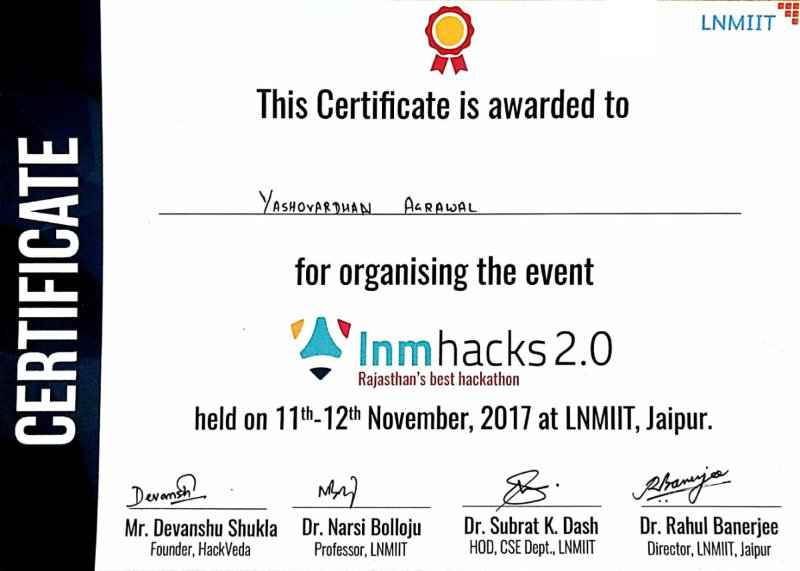 LNMIIT
CERTIFICATE
This Certificate is awarded to
YASHOVARDHAN AGRAWAL
for organising the event
lnmhacks 2.0
Rajasthan's best hackathon
held on 11th-12th November, 2017 at LNMIIT, Jaipur.
Devansh
RBanerjee
Mr. Devanshu Shukla
Founder, HackVeda
Dr. Narsi Bolloju
Professor, LNMIIT
Dr. Subrat K. Dash
HOD, CSE Dept., LNMIIT
Dr. Rahul Banerjee
Director, LNMIIT, Jaipur